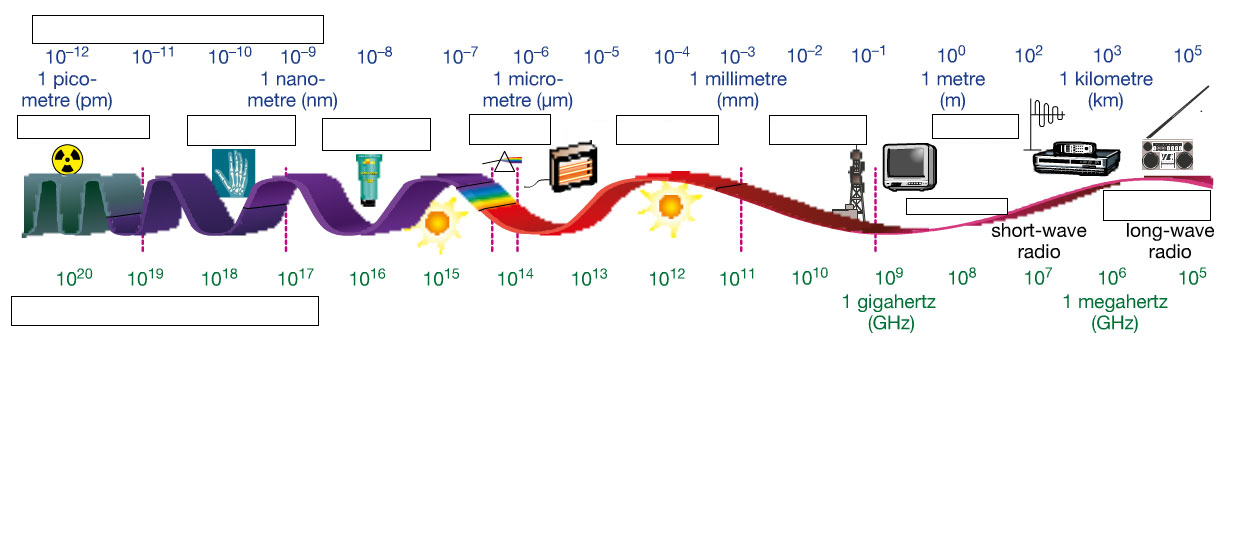 10⁻¹² 10⁻¹¹ 10⁻¹⁰ 10⁻⁹ 10⁻⁸ 10⁻⁷ 10⁻⁶ 10⁻⁵ 10⁻⁴ 10⁻³ 10⁻² 10⁻¹ 10⁰ 10² 10³ 10⁵
1 pico-
metre (pm)
1 nano-
metre (nm)
1 micro-
metre (µm)
1 millimetre
(mm)
1 metre
(m)
1 kilometre
(km)
short-wave
radio
long-wave
radio
10²⁰ 10¹⁹ 10¹⁸ 10¹⁷ 10¹⁶ 10¹⁵ 10¹⁴ 10¹³ 10¹² 10¹¹ 10¹⁰ 10⁹ 10⁸ 10⁷ 10⁶ 10⁵
1 gigahertz
(GHz)
1 megahertz
(GHz)